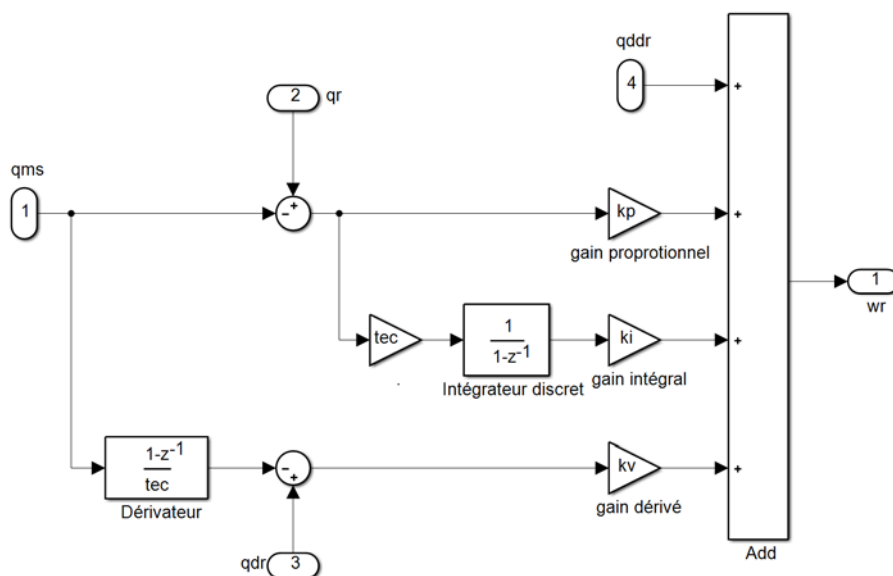 qddr
4
+
2
qr
qms
1
-
+
kp
+
gain proprotionnel
1
wr
tec
1
1-z-1
Intégrateur discret
ki
+
gain intégral
1-z-1
tec
Dérivateur
-
+
kv
+
gain dérivé
qdr
3
Add